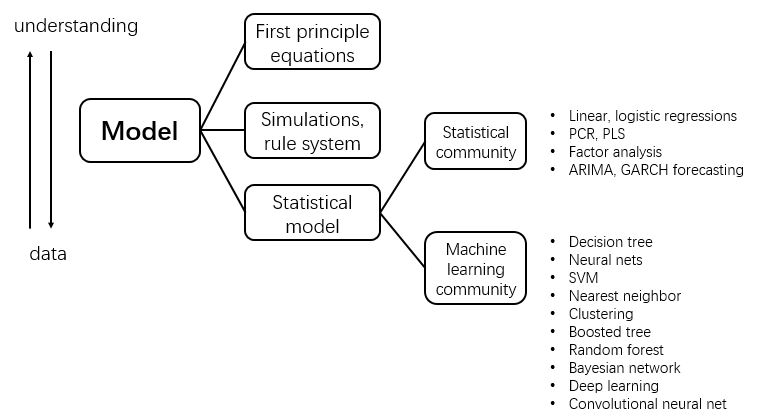 understanding
data
Model
First principle
equations
Simulations,
rule system
Statistical
model
Statistical
community
• Linear, logistic regressions
• PCR, PLS
• Factor analysis
• ARIMA, GARCH forecasting
Machine
learning
community
• Decision tree
• Neural nets
• SVM
• Nearest neighbor
• Clustering
• Boosted tree
• Random forest
• Bayesian network
• Deep learning
• Convolutional neural net